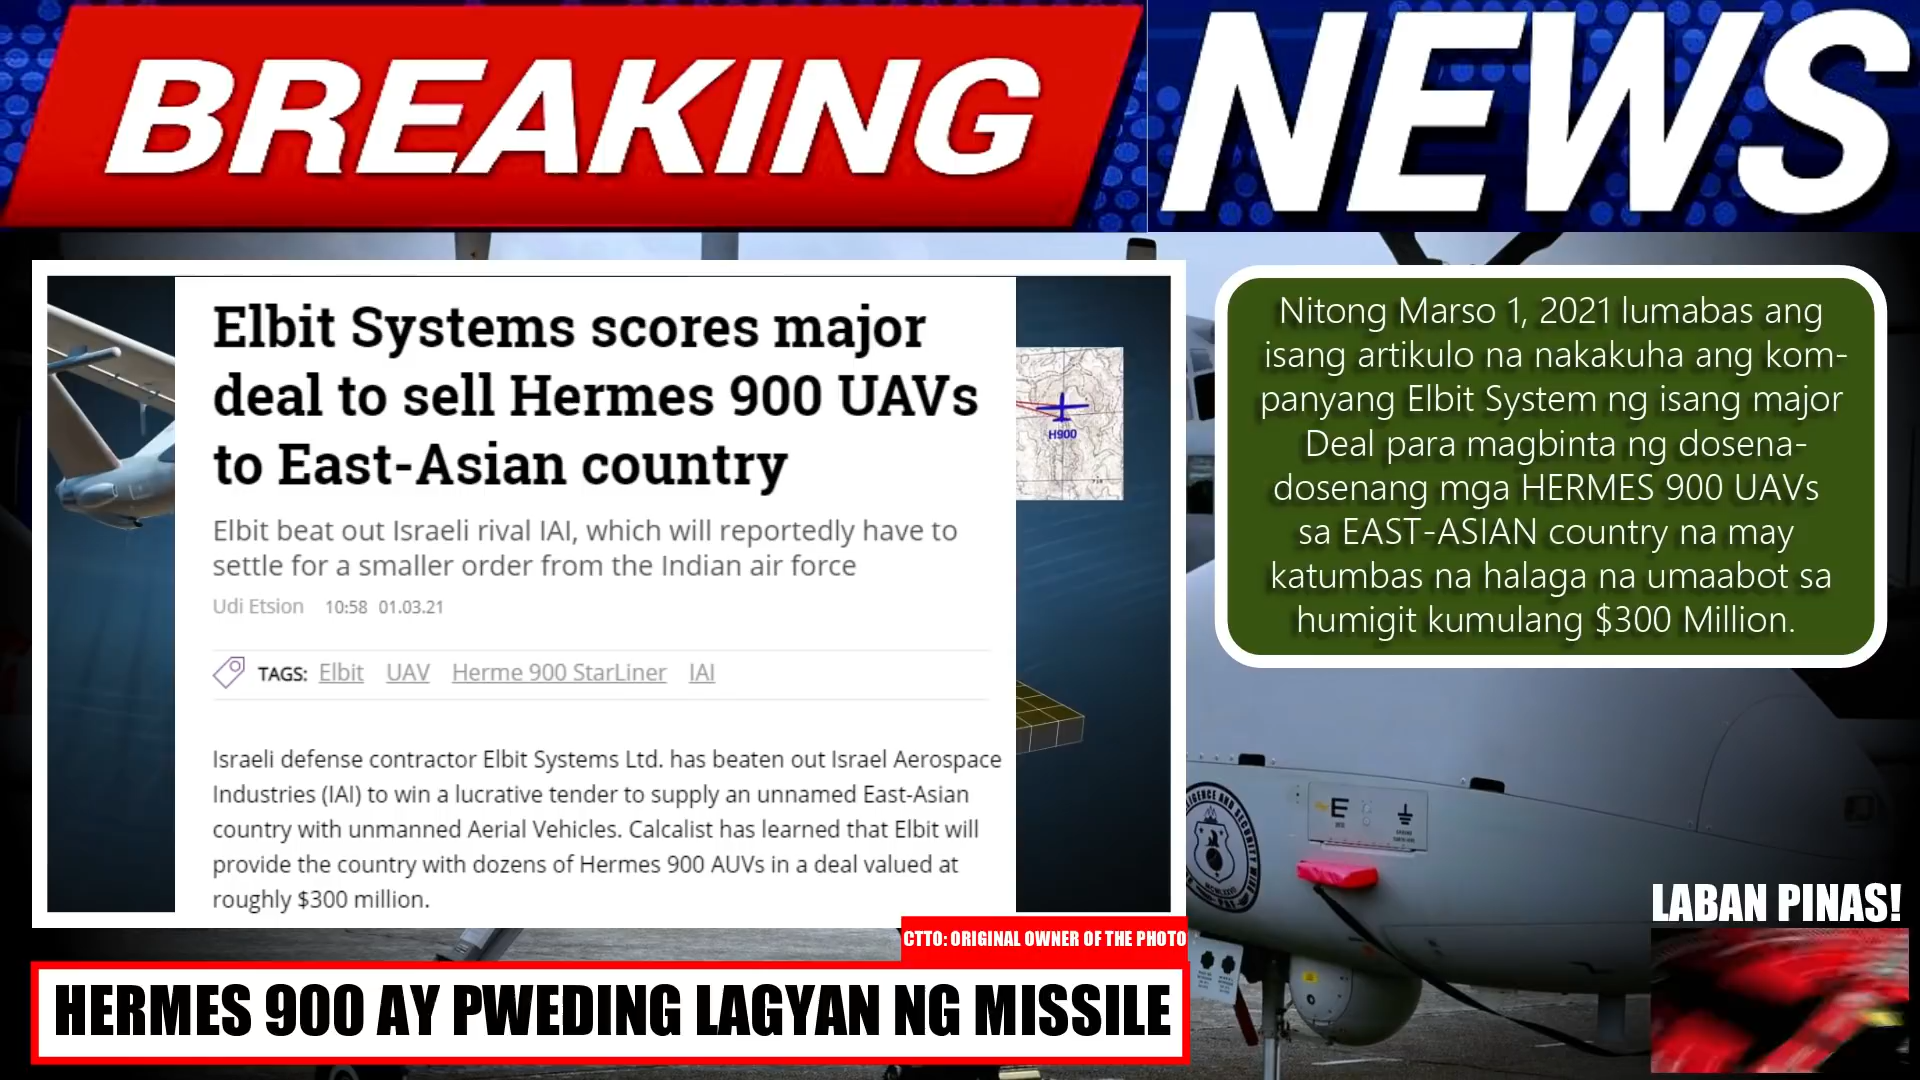 BREAKING NEWS
Elbit Systems scores major
deal to sell Hermes 900 UAVs
to East-Asian country
Elbit beat out Israeli rival IAI, which will reportedly have to
settle for a smaller order from the Indian air force
Udi Etsion 10:58 01.03.21
TAGS: Elbit UAV Herme 900 StarLiner IAI
Israeli defense contractor Elbit Systems Ltd. has beaten out Israel Aerospace
Industries (IAI) to win a lucrative tender to supply an unnamed East-Asian
country with unmanned Aerial Vehicles. Calcalist has learned that Elbit will
provide the country with dozens of Hermes 900 AUVs in a deal valued at
roughly $300 million.
H900
Nitong Marso 1, 2021 lumabas ang
isang artikulo na nakakuha ang kom-
panyang Elbit System ng isang major
Deal para magbinta ng dosena-
dosenang mga HERMES 900 UAVs
sa EAST-ASIAN country na may
katumbas na halaga na umaabot sa
humigit kumulang $300 Million.
E
AND SECURITY WING
LABAN PINAS!
CTTO: ORIGINAL OWNER OF THE PHOTO
HERMES 900 AY PWEDING LAGYAN NG MISSILE